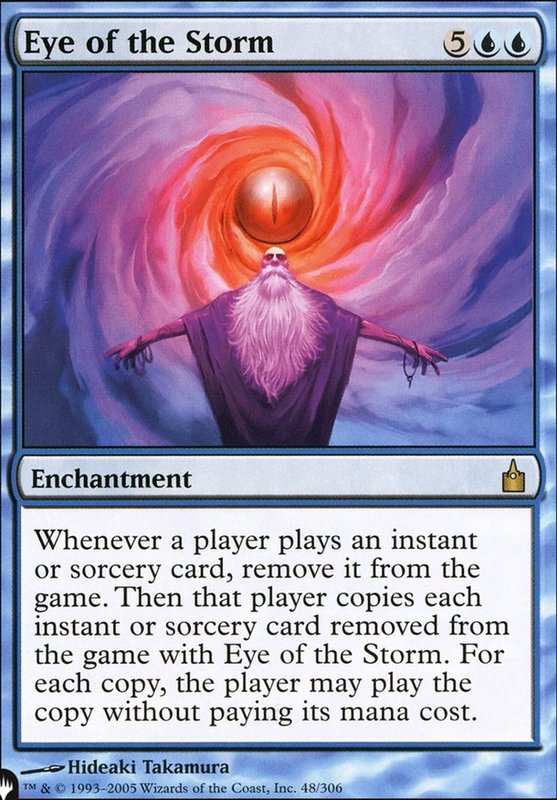 Eye of the Storm 5
Enchantment
Whenever a player plays an instant
or sorcery card, remove it from the
game. Then that player copies each
instant or sorcery card removed from
the game with Eye of the Storm. For
each copy, the player may play the
copy without paying its mana cost.
Hideaki Takamura
™ & © 1993-2005 Wizards of the Coast, Inc. 48/306